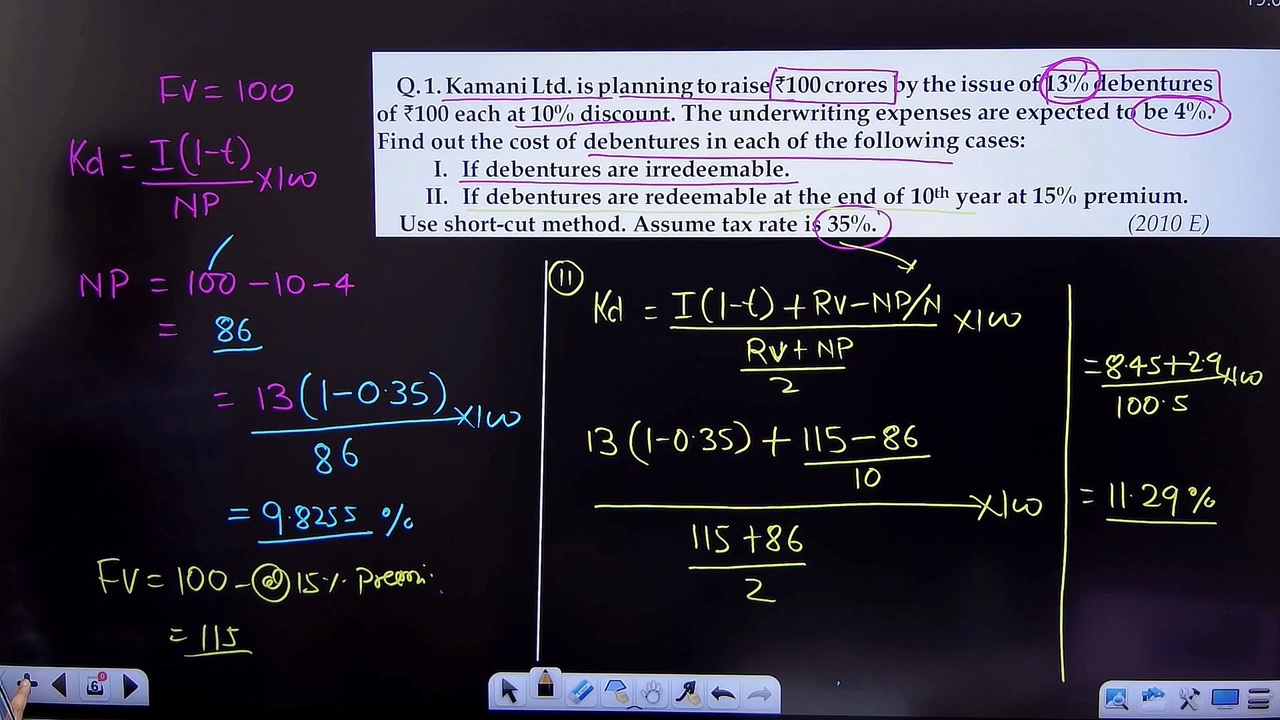 Q. 1. Kamani Ltd. is planning to raise ₹100 crores by the issue of 13% debentures
of ₹100 each at 10% discount. The underwriting expenses are expected to be 4%.
Find out the cost of debentures in each of the following cases:
I. If debentures are irredeemable.
II. If debentures are redeemable at the end of 10th year at 15% premium.
Use short-cut method. Assume tax rate is 35%.
(2010 E)
FV = 100
Kd = I(1-t) / NP × 100
NP = 100 - 10 - 4
= 86
= 13(1-0.35) / 86 × 100
= 9.8255 %
FV = 100 - @ 15% Premi.
= 115
II
Kd = I(1-t) + RV - NP/N × 100
RV + NP
2
13(1-0.35) + 115 - 86 / 10
× 100
115 + 86
2
= 8.45 + 2.9 / 100.5 × 100
= 11.29 %
6